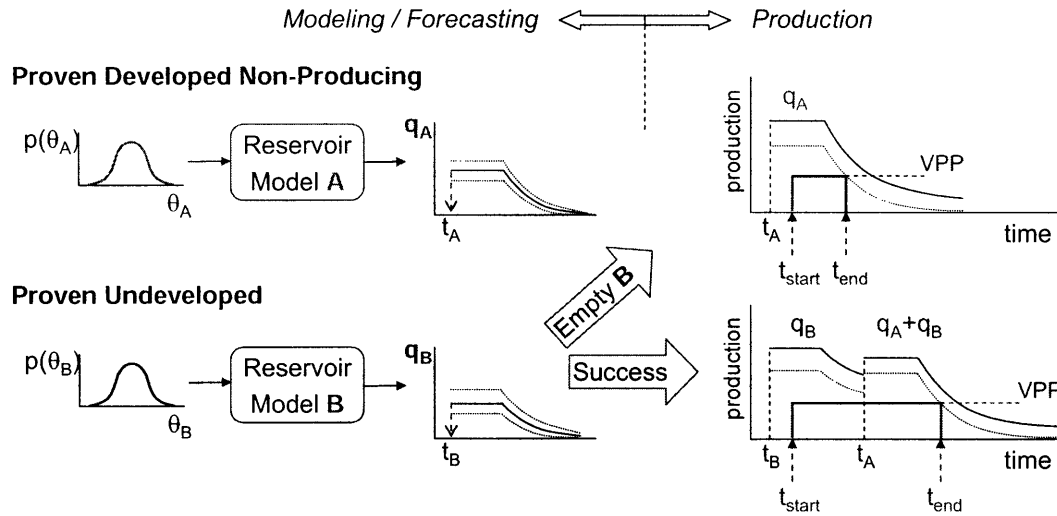 Modeling / Forecasting
Production
Proven Developed Non-Producing
p(θA)
θA
Reservoir
Model A
qA
tA
production
qA
VPP
tA
time
tstart
tend
Proven Undeveloped
p(θB)
θB
Reservoir
Model B
qB
tB
Empty B
Success
production
qB
qA+qB
VPP
tB
tA
time
tstart
tend